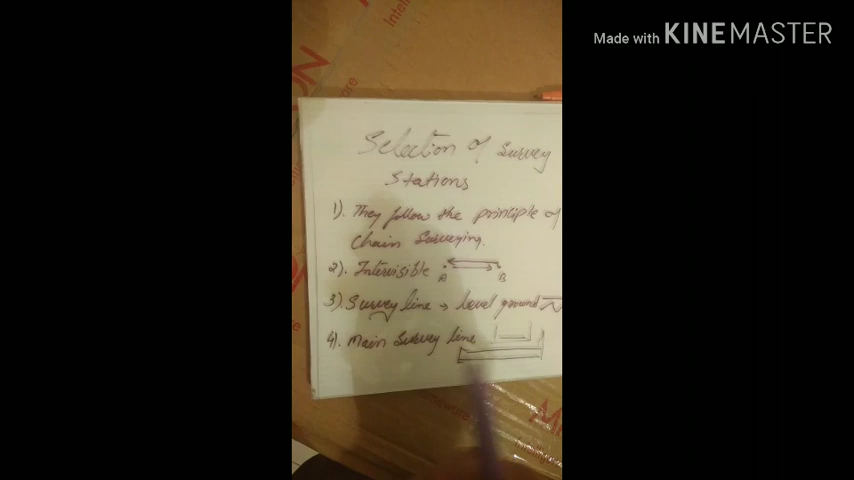 Made with KINEMASTER
Selection of Survey
Stations
1). They follow the principle of
Chain Surveying.
2). Intervisible A B
3). Survey line → level ground
4). Main Survey line